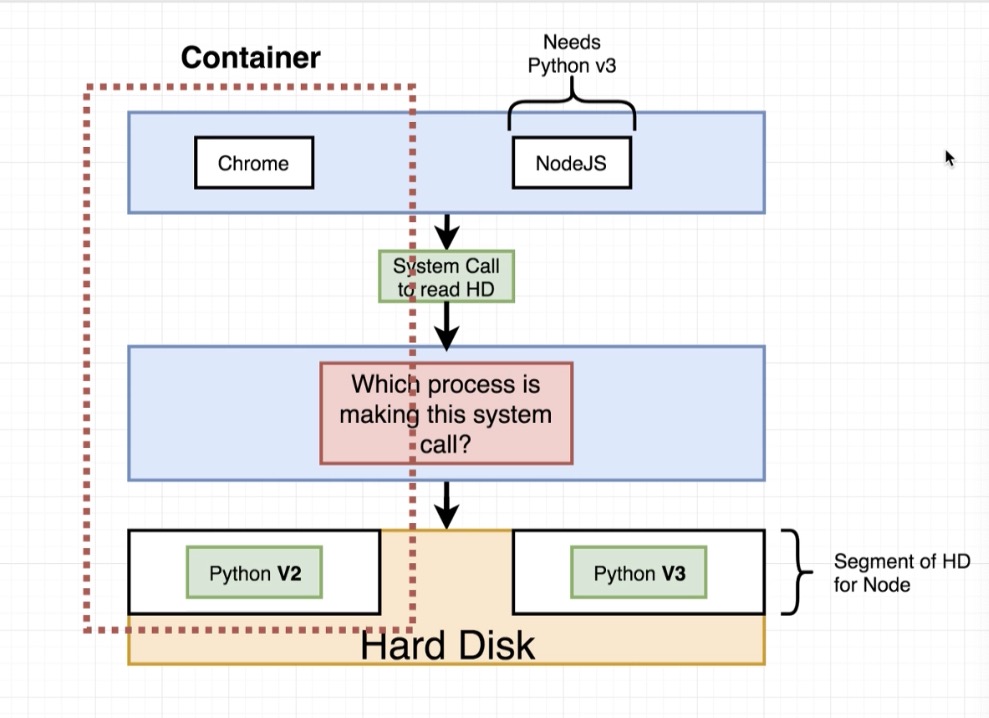 Container
Needs
Python v3
Chrome
NodeJS
System Call
to read HD
Which process is
making this system
call?
Python V2
Python V3
Segment of HD
for Node
Hard Disk